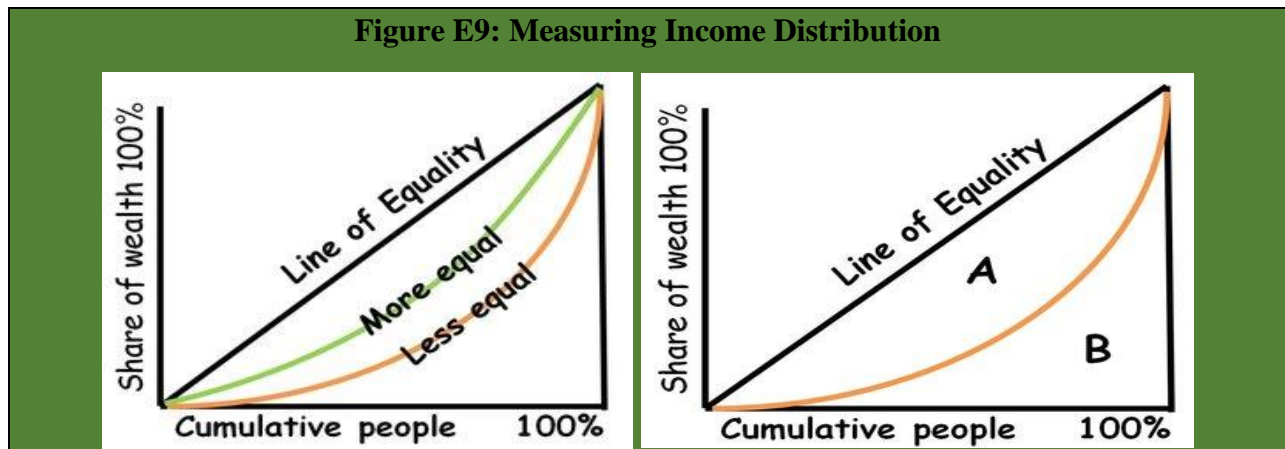 Figure E9: Measuring Income Distribution
Share of wealth 100%
Line of Equality
More equal
Less equal
Cumulative people 100%
Share of wealth 100%
Line of Equality
A
B
Cumulative people 100%